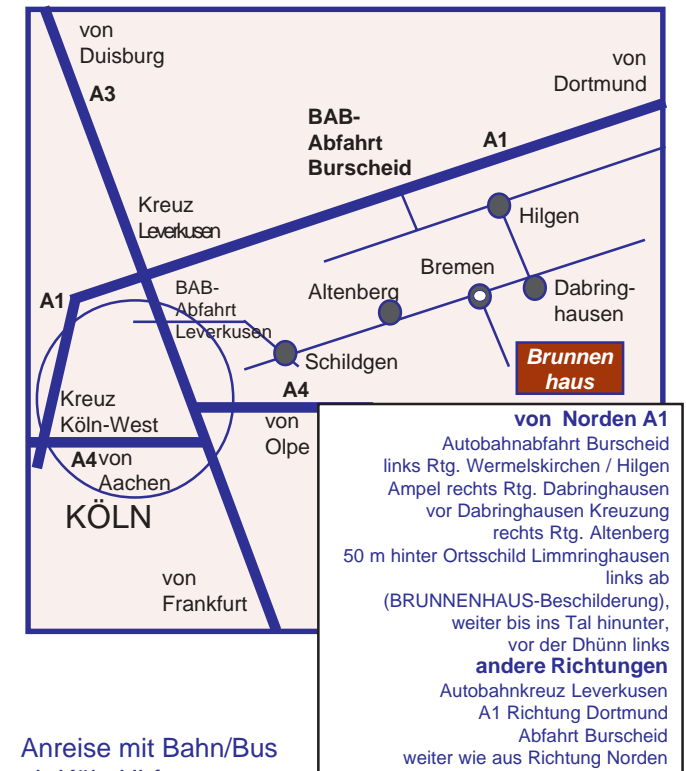 von
Duisburg
A3
von
Dortmund
BAB-
Abfahrt
Burscheid
A1
Kreuz
Leverkusen
Hilgen
Bremen
A1
BAB-
Abfahrt
Leverkusen
Altenberg
Dabring-
hausen
Schildgen
Brunnen
haus
A4
Kreuz
Köln-West
von
Olpe
A4 von
Aachen
KÖLN
von
Frankfurt
von Norden A1
Autobahnabfahrt Burscheid
links Rtg. Wermelskirchen / Hilgen
Ampel rechts Rtg. Dabringhausen
vor Dabringhausen Kreuzung
rechts Rtg. Altenberg
50 m hinter Ortsschild Limmringhausen
links ab
(BRUNNENHAUS-Beschilderung),
weiter bis ins Tal hinunter,
vor der Dhünn links
andere Richtungen
Autobahnkreuz Leverkusen
A1 Richtung Dortmund
Abfahrt Burscheid
weiter wie aus Richtung Norden
Anreise mit Bahn/Bus